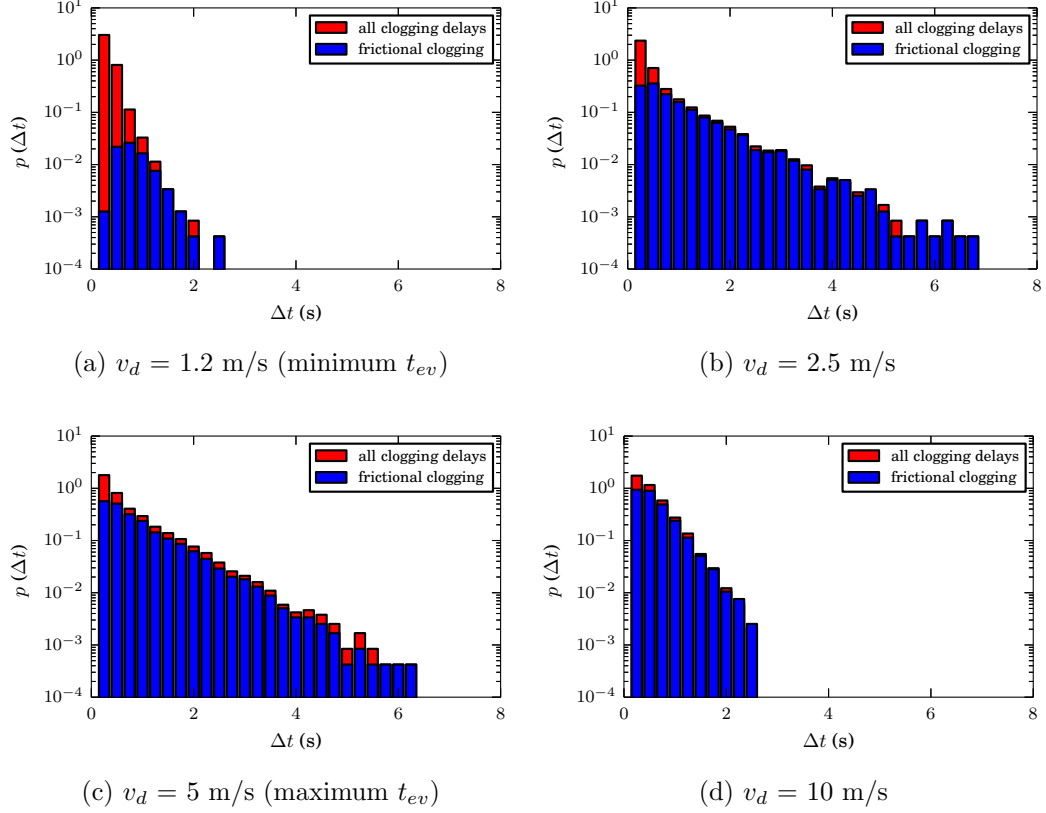 10^1
10^0
10^{-1}
10^{-2}
10^{-3}
10^{-4}
p (Δt)
0 2 4 6 8
Δt (s)
all clogging delays
frictional clogging
(a) v_d = 1.2 m/s (minimum t_{ev})
10^1
10^0
10^{-1}
10^{-2}
10^{-3}
10^{-4}
p (Δt)
0 2 4 6 8
Δt (s)
all clogging delays
frictional clogging
(b) v_d = 2.5 m/s
10^1
10^0
10^{-1}
10^{-2}
10^{-3}
10^{-4}
p (Δt)
0 2 4 6 8
Δt (s)
all clogging delays
frictional clogging
(c) v_d = 5 m/s (maximum t_{ev})
10^1
10^0
10^{-1}
10^{-2}
10^{-3}
10^{-4}
p (Δt)
0 2 4 6 8
Δt (s)
all clogging delays
frictional clogging
(d) v_d = 10 m/s